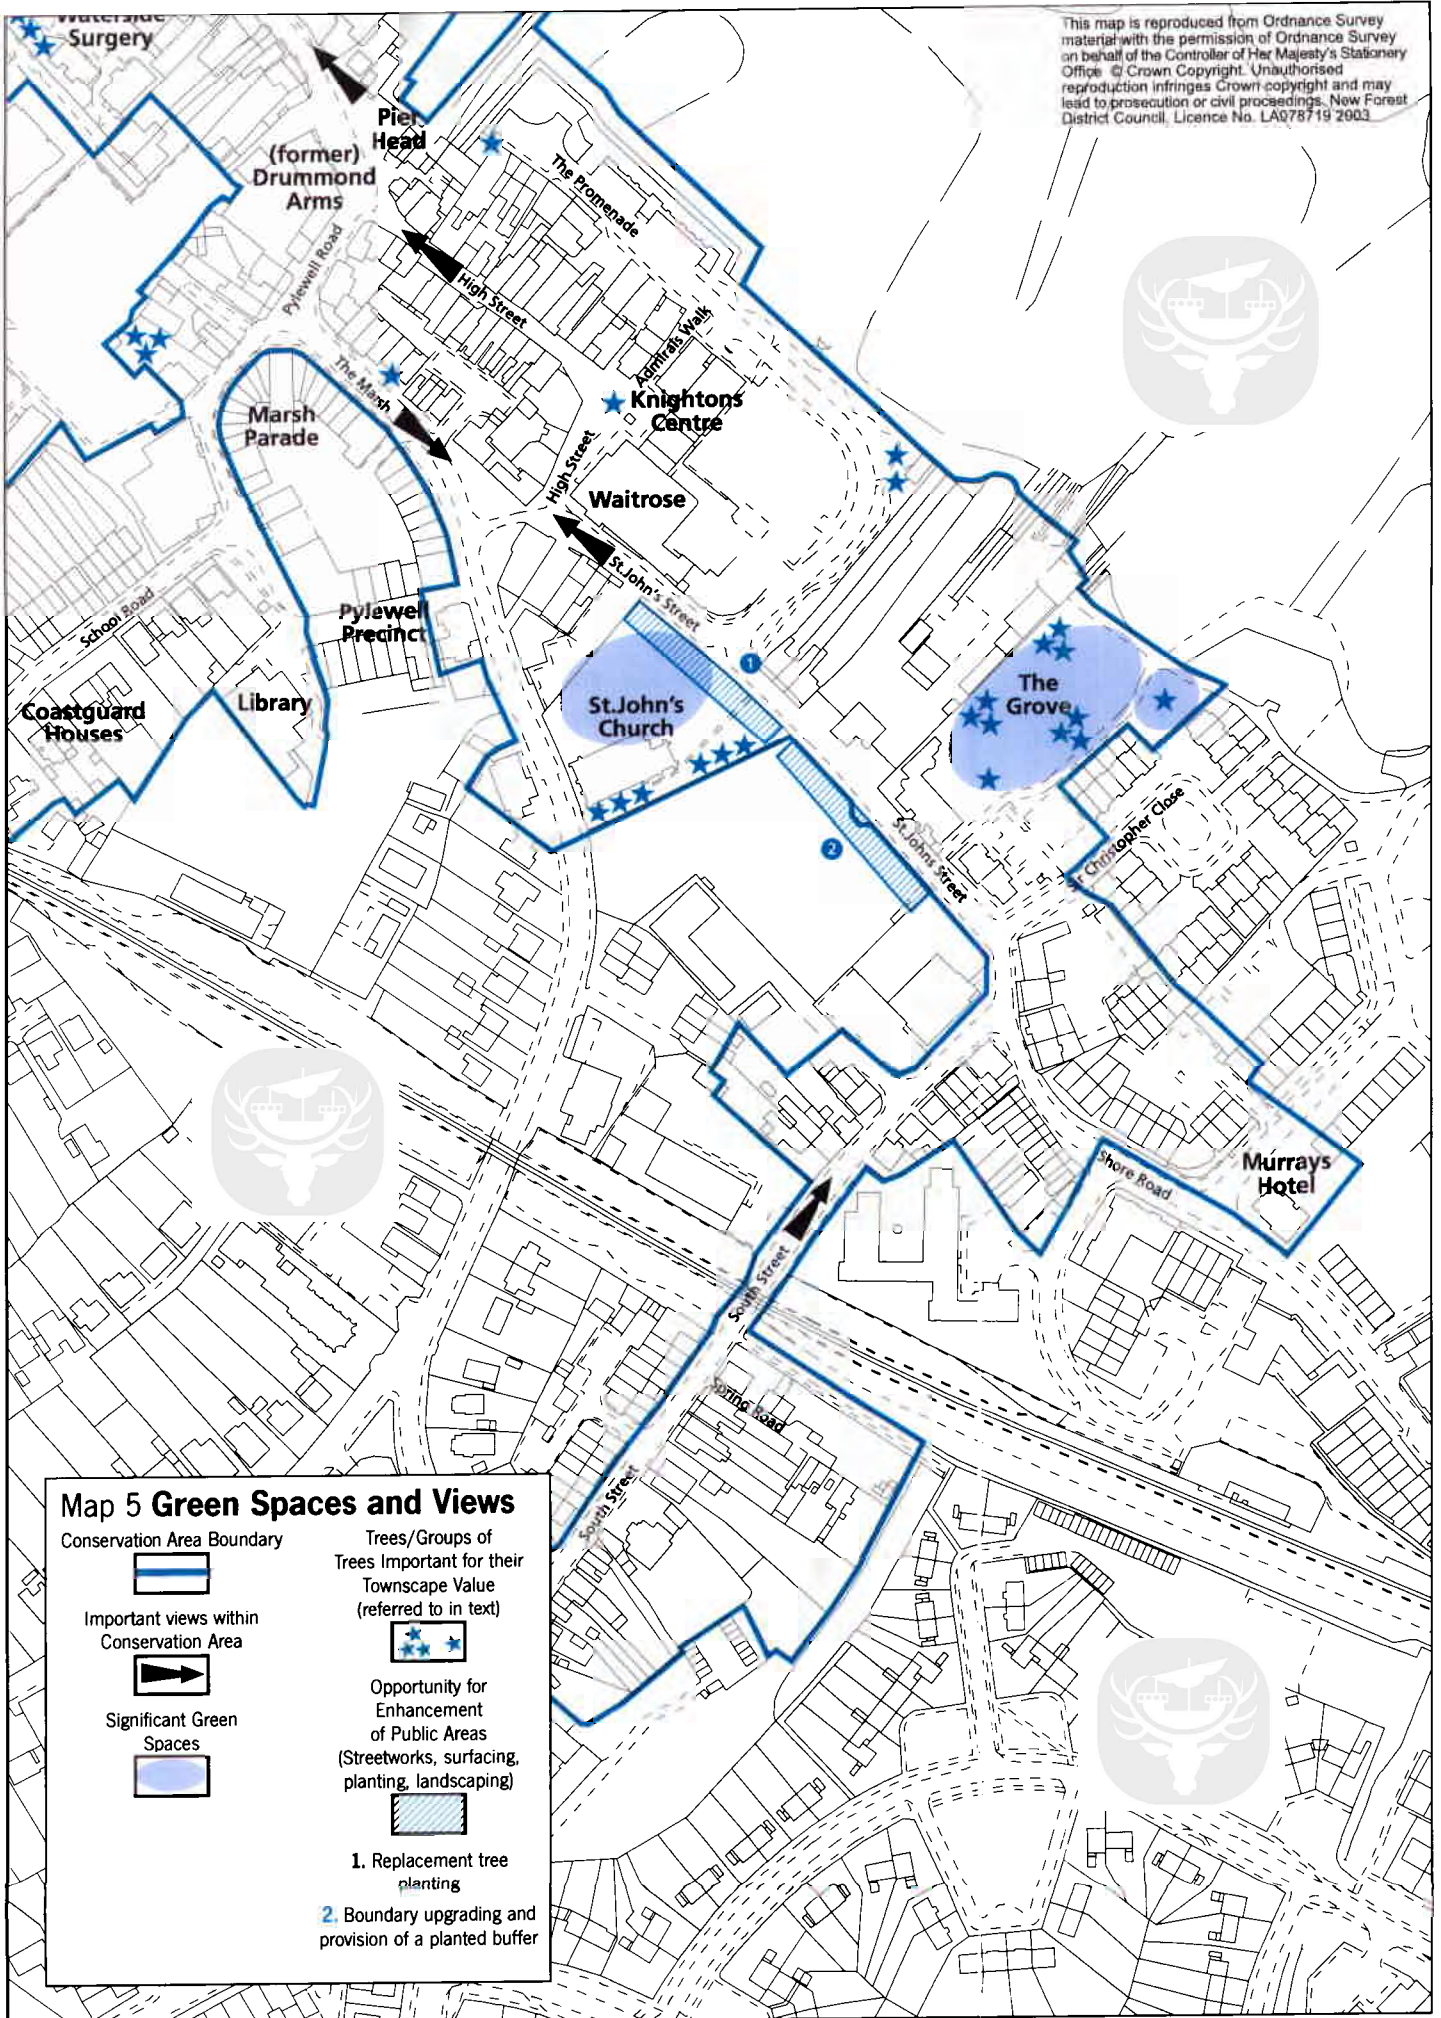 Waterside
Surgery
This map is reproduced from Ordnance Survey
material with the permission of Ordnance Survey
on behalf of the Controller of Her Majesty's Stationery
Office © Crown Copyright. Unauthorised
reproduction infringes Crown copyright and may
lead to prosecution or civil proceedings. New Forest
District Council. Licence No. LA078719 2003
Pier
Head
(former)
Drummond
Arms
The Promenade
Pylewell Road
High Street
Admirals Walk
The Marsh
Knightons
Centre
Marsh
Parade
High Street
Waitrose
St.John's Street
School Road
Pylewell
Precinct
1
The
Grove
Coastguard
Houses
Library
St.John's
Church
2
St.Johns Street
Christopher Close
Shore Road
Murrays
Hotel
South Street
Spring Road
South Street
Map 5 Green Spaces and Views
Conservation Area Boundary
Important views within
Conservation Area
Significant Green
Spaces
Trees/Groups of
Trees Important for their
Townscape Value
(referred to in text)
Opportunity for
Enhancement
of Public Areas
(Streetworks, surfacing,
planting, landscaping)
1. Replacement tree
planting
2. Boundary upgrading and
provision of a planted buffer